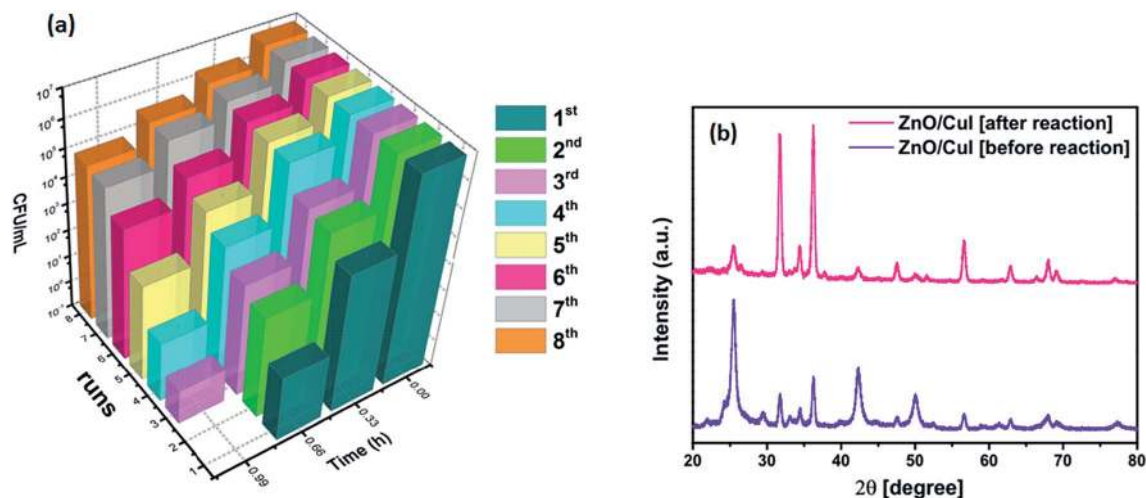 (a)
10⁷
10⁶
10⁵
10⁴
10³
10²
10¹
10⁰
10⁻¹
CFU/mL
8
7
6
5
4
3
2
1
runs
0.99
0.66
0.33
0.00
Time (h)
1st
2nd
3rd
4th
5th
6th
7th
8th
(b)
ZnO/CuI [after reaction]
ZnO/CuI [before reaction]
Intensity (a.u.)
20 30 40 50 60 70 80
2θ [degree]